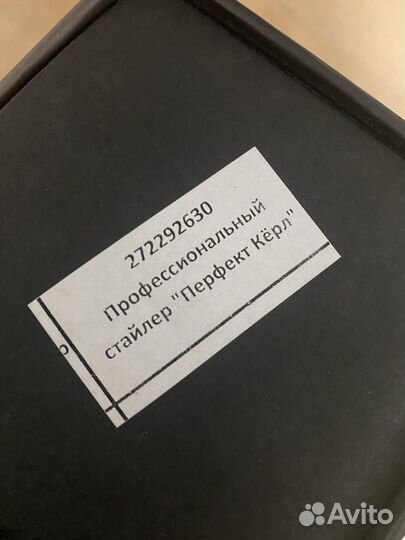 272292630
Профессиональный
стайлер "Перфект Кёрл"
Avito